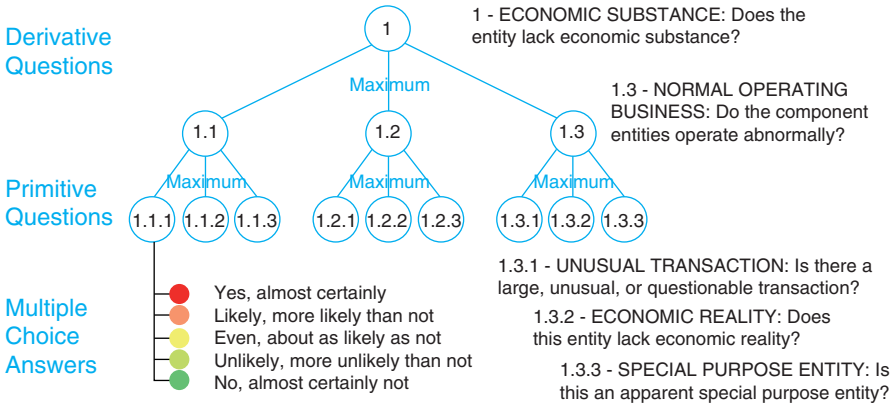 Derivative
Questions
1
1 - ECONOMIC SUBSTANCE: Does the
entity lack economic substance?
Maximum
1.3 - NORMAL OPERATING
BUSINESS: Do the component
entities operate abnormally?
1.1
1.2
1.3
Primitive
Questions
Maximum
Maximum
1.1.1
1.1.2
1.1.3
1.2.1
1.2.2
1.2.3
1.3.1
1.3.2
1.3.3
1.3.1 - UNUSUAL TRANSACTION: Is there a
large, unusual, or questionable transaction?
1.3.2 - ECONOMIC REALITY: Does
this entity lack economic reality?
1.3.3 - SPECIAL PURPOSE ENTITY: Is
this an apparent special purpose entity?
Multiple
Choice
Answers
Yes, almost certainly
Likely, more likely than not
Even, about as likely as not
Unlikely, more unlikely than not
No, almost certainly not